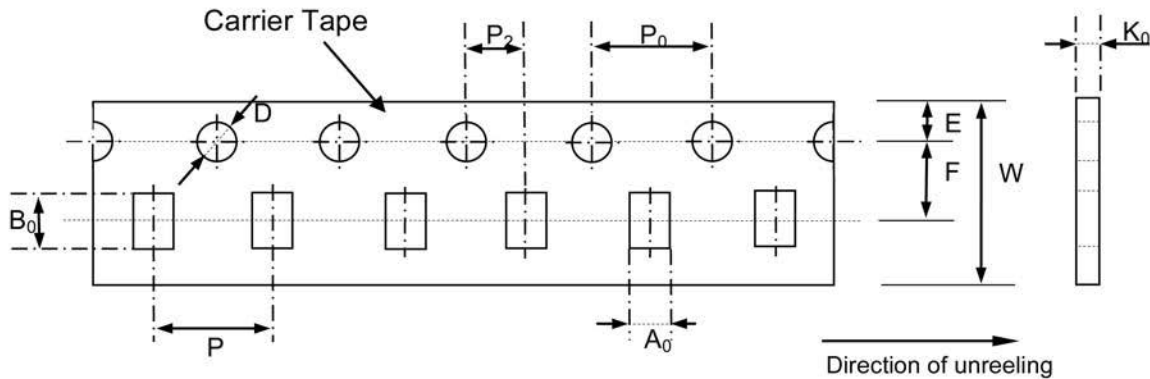 Carrier Tape
P2
P0
K0
D
E
F
W
B0
P
A0
Direction of unreeling